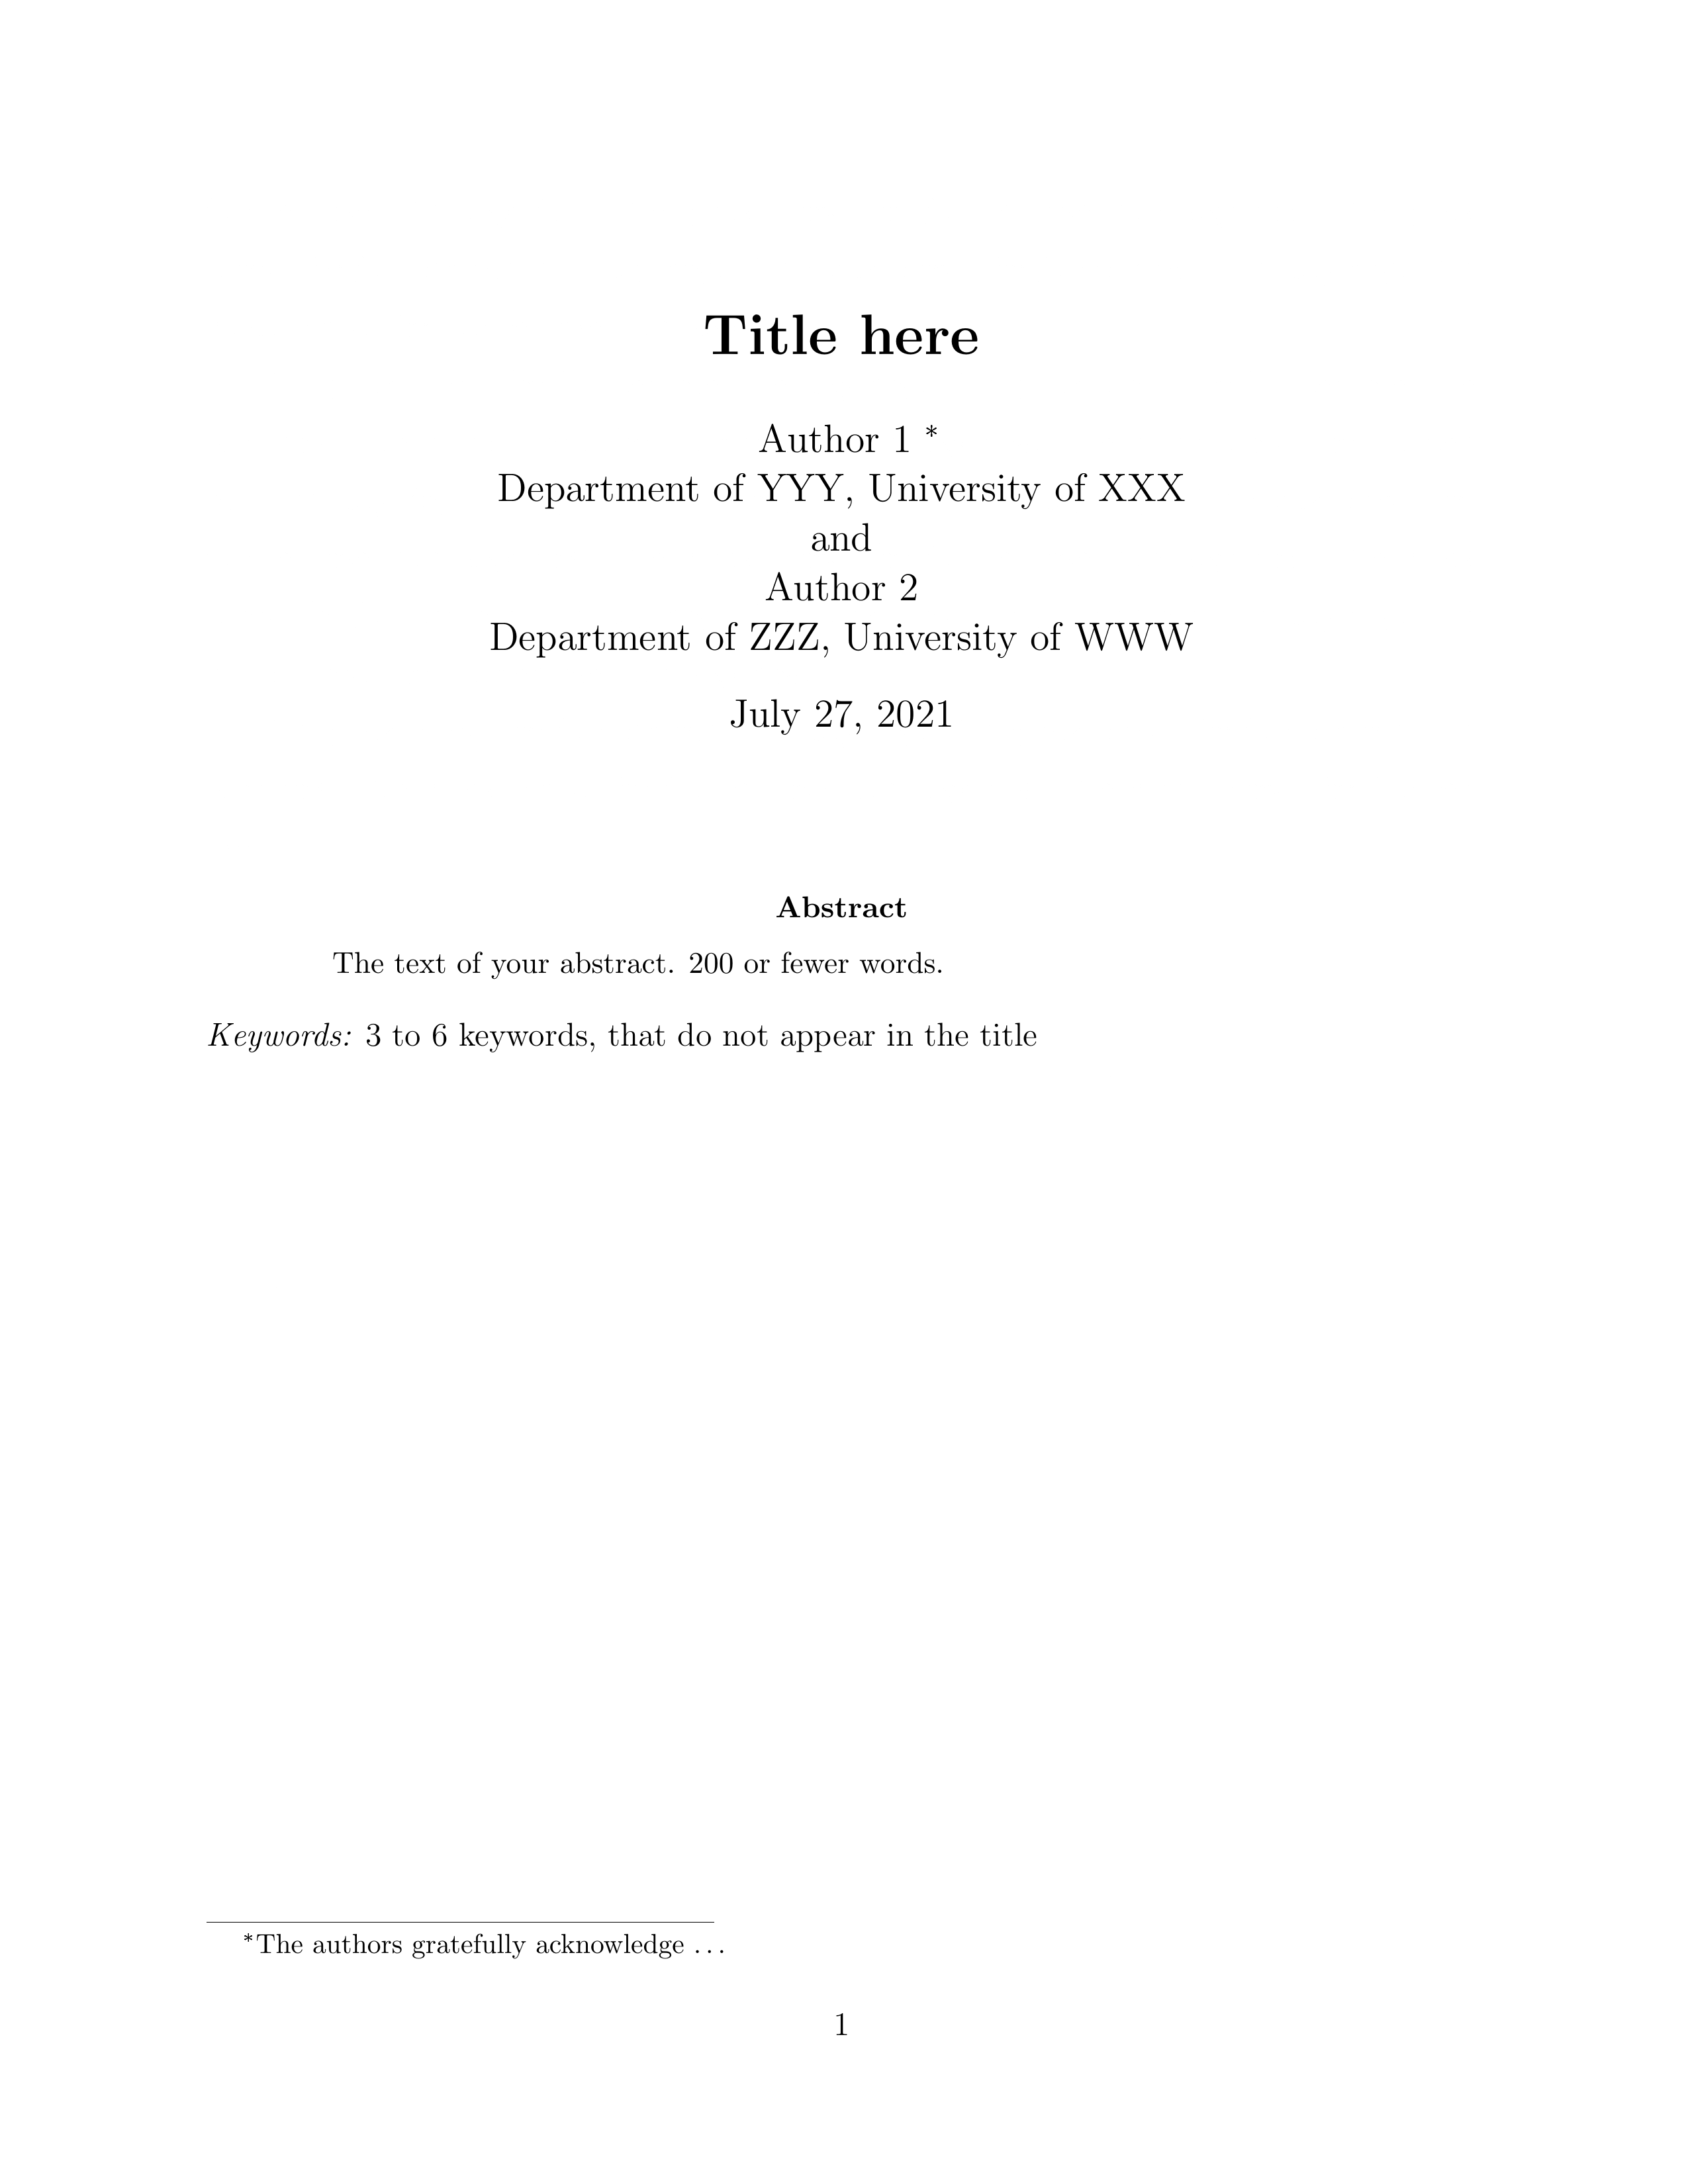 Title here
Author 1 *
Department of YYY, University of XXX
and
Author 2
Department of ZZZ, University of WWW
July 27, 2021
Abstract
The text of your abstract. 200 or fewer words.
Keywords: 3 to 6 keywords, that do not appear in the title
*The authors gratefully acknowledge ...
1